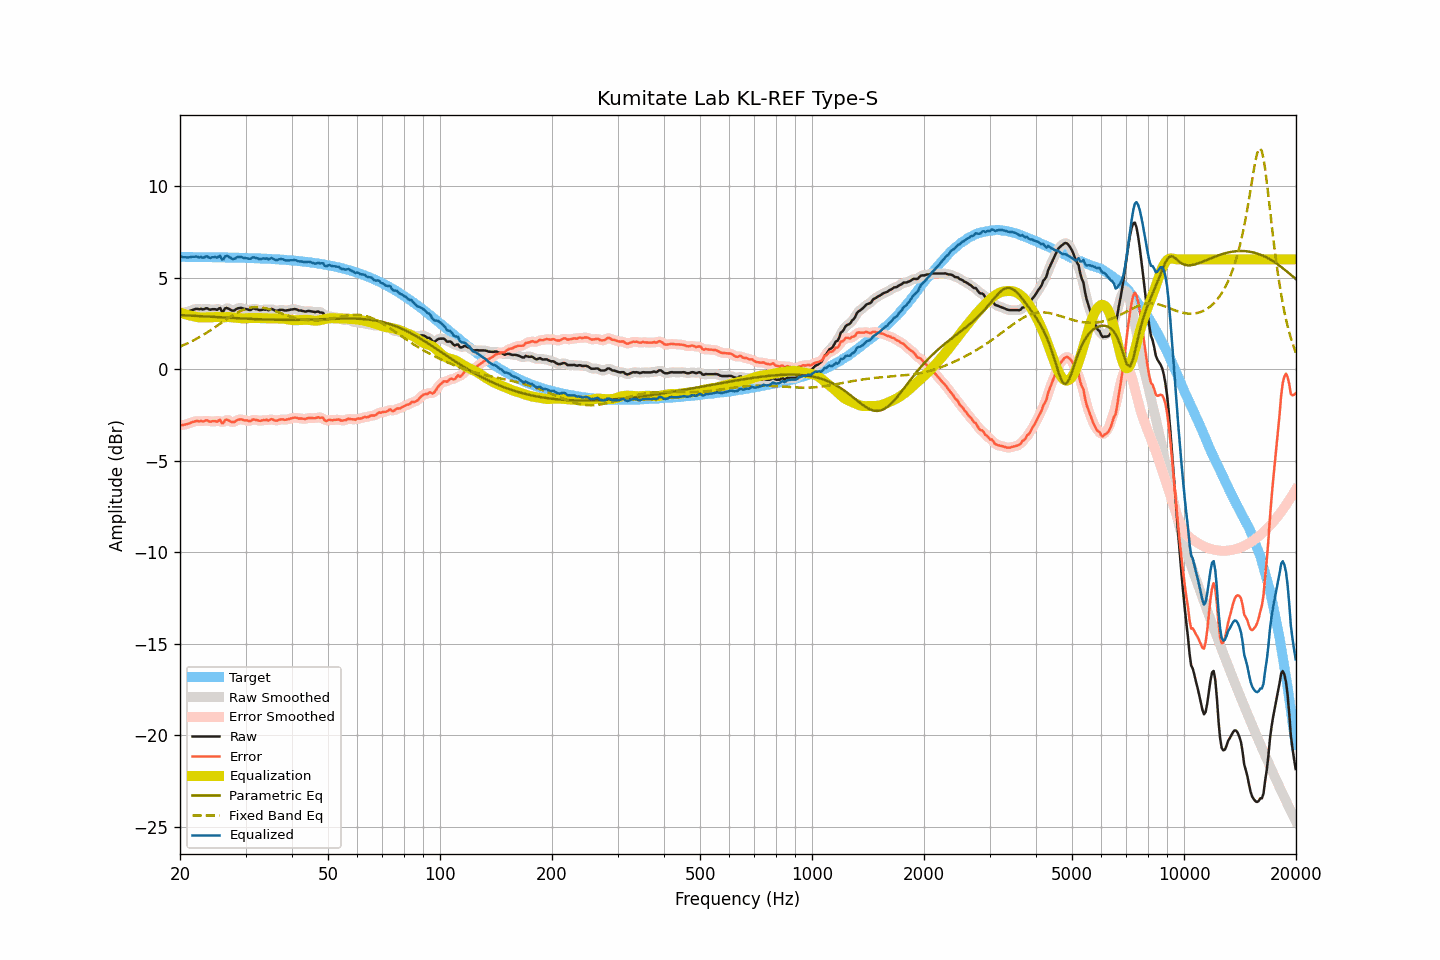 Kumitate Lab KL-REF Type-S
Amplitude (dBr)
10
5
0
−5
−10
−15
−20
−25
Target
Raw Smoothed
Error Smoothed
Raw
Error
Equalization
Parametric Eq
Fixed Band Eq
Equalized
20 50 100 200 500 1000 2000 5000 10000 20000
Frequency (Hz)